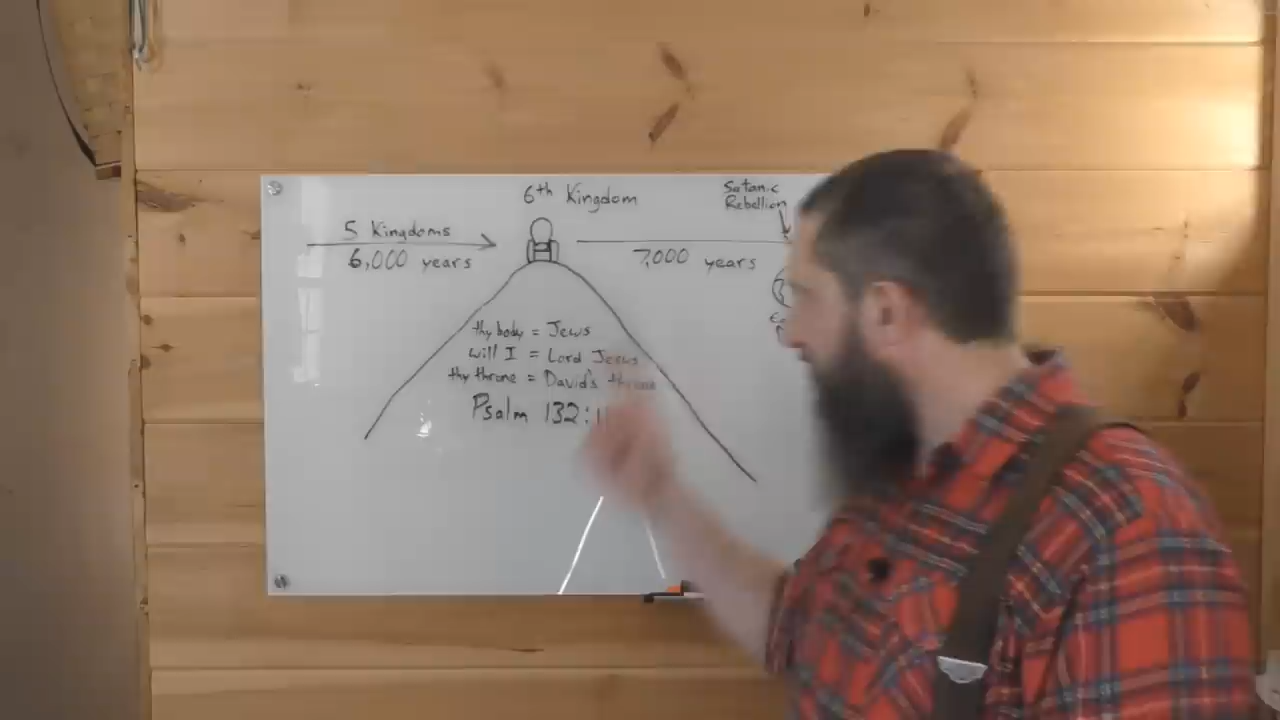 6th Kingdom
Satanic
Rebellion
5 Kingdoms
6,000 years
7,000 years
thy body = Jews
will I = Lord Jesus
thy throne = David's throne
Psalm 132:1